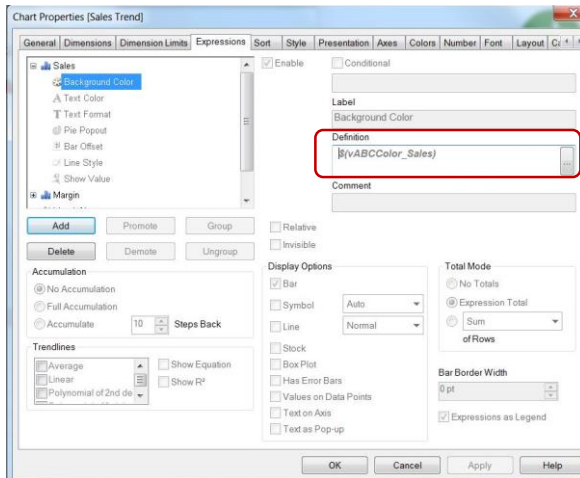 Chart Properties [Sales Trend]
General Dimensions Dimension Limits Expressions Sort Style Presentation Axes Colors Number Font Layout
Sales
Background Color
Text Color
Text Format
Pie Popout
Bar Offset
Line Style
Show Value
Margin
Enable
Conditional
Label
Background Color
Definition
$(vABCColor_Sales)
...
Comment
Add Promote Group
Delete Demote Ungroup
Relative
Invisible
Accumulation
No Accumulation
Full Accumulation
Accumulate 10 Steps Back
Trendlines
Average
Linear
Polynomial of 2nd de
Show Equation
Show R²
Display Options
Bar
Symbol Auto
Line Normal
Stock
Box Plot
Has Error Bars
Values on Data Points
Text on Axis
Text as Pop-up
Total Mode
No Totals
Expression Total
Sum
of Rows
Bar Border Width
0 pt
Expressions as Legend
OK Cancel Apply Help